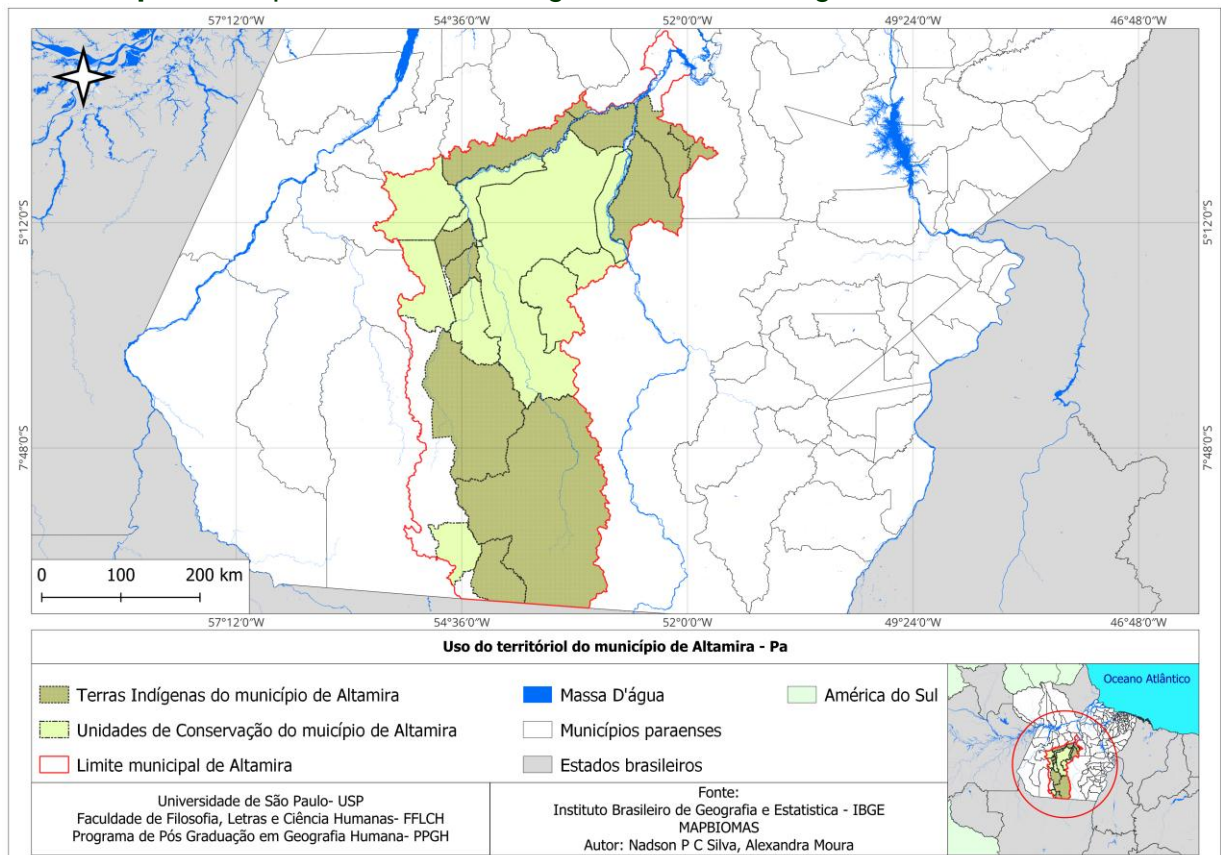 57°12'0"W 54°36'0"W 52°0'0"W 49°24'0"W 46°48'0"W
5°12'0"S 5°12'0"S
7°48'0"S 7°48'0"S
0 100 200 km
57°12'0"W 54°36'0"W 52°0'0"W 49°24'0"W 46°48'0"W
Uso do territóriol do município de Altamira - Pa
Terras Indígenas do município de Altamira
Unidades de Conservação do muicípio de Altamira
Limite municipal de Altamira
Massa D'água
Municípios paraenses
Estados brasileiros
América do Sul
Oceano Atlântico
Universidade de São Paulo- USP
Faculdade de Filosofia, Letras e Ciência Humanas- FFLCH
Programa de Pós Graduação em Geografia Humana- PPGH
Fonte:
Instituto Brasileiro de Geografia e Estatistica - IBGE
MAPBIOMAS
Autor: Nadson P C Silva, Alexandra Moura